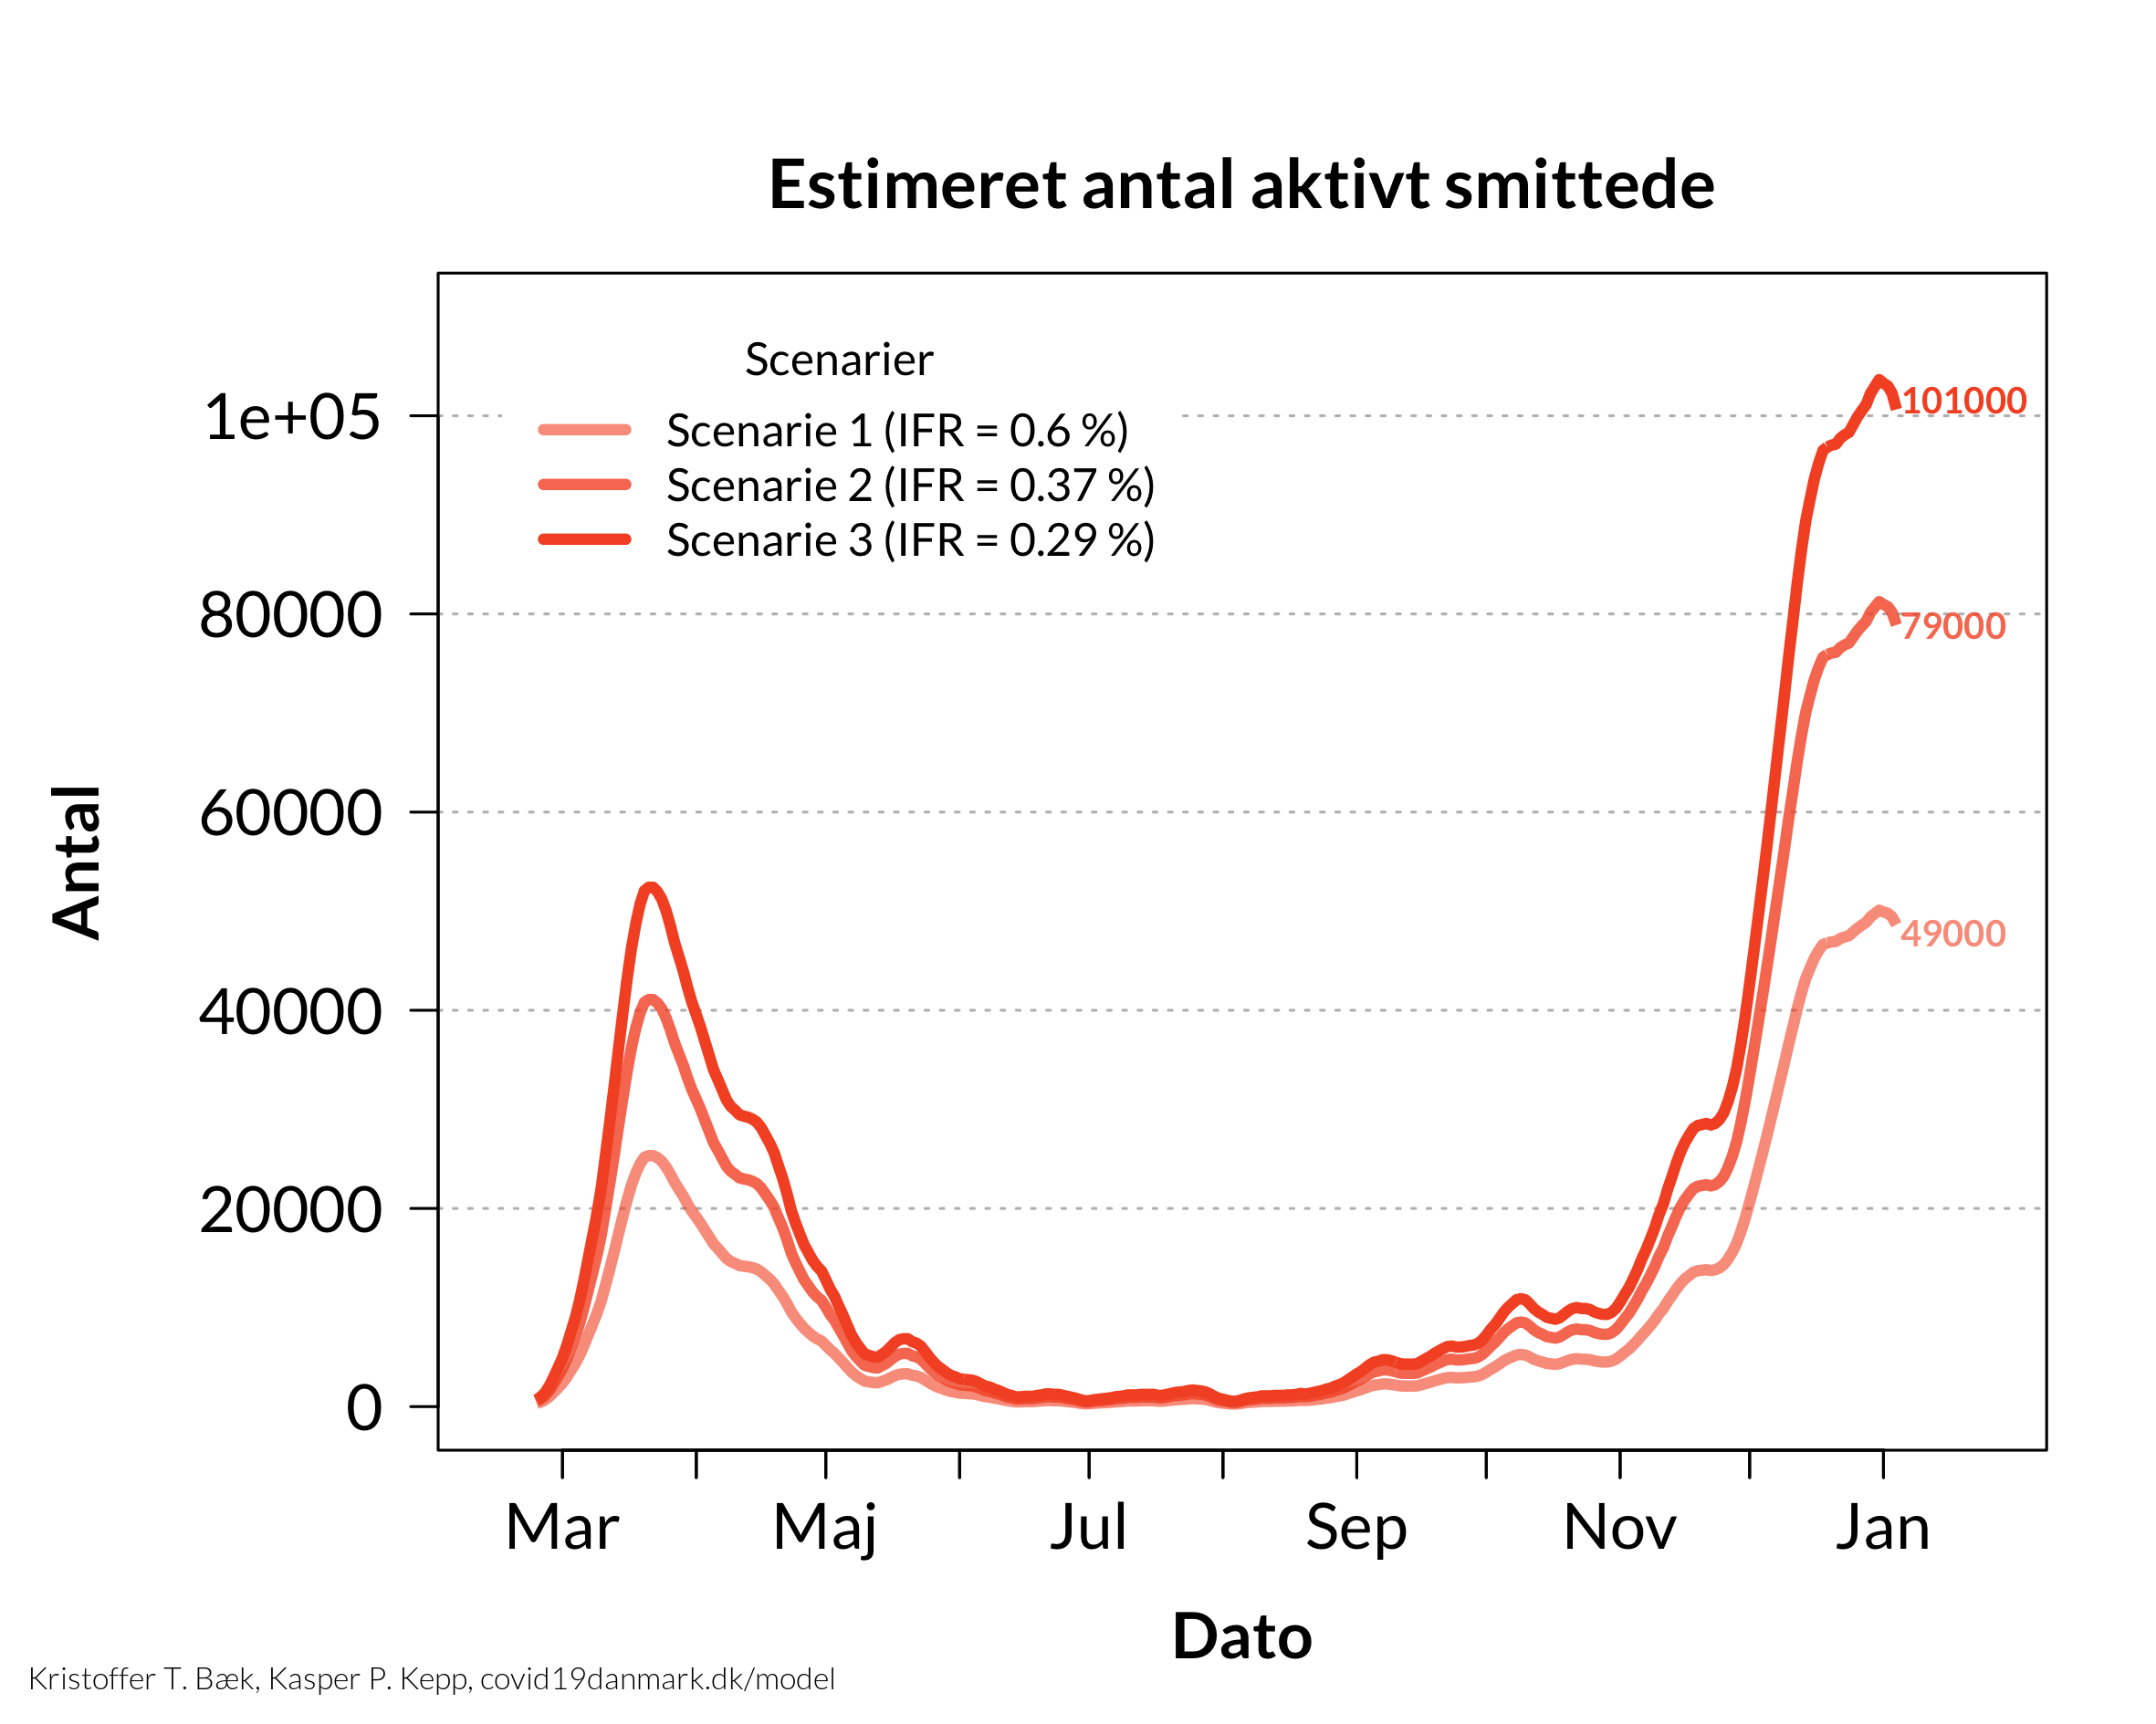 Estimeret antal aktivt smittede
Scenarier
Scenarie 1 (IFR = 0.6 %)
Scenarie 2 (IFR = 0.37 %)
Scenarie 3 (IFR = 0.29 %)
1e+05
80000
60000
40000
20000
0
Antal
101000
79000
49000
Mar
Maj
Jul
Sep
Nov
Jan
Dato
Kristoffer T. Bæk, Kasper P. Kepp, covid19danmark.dk/model